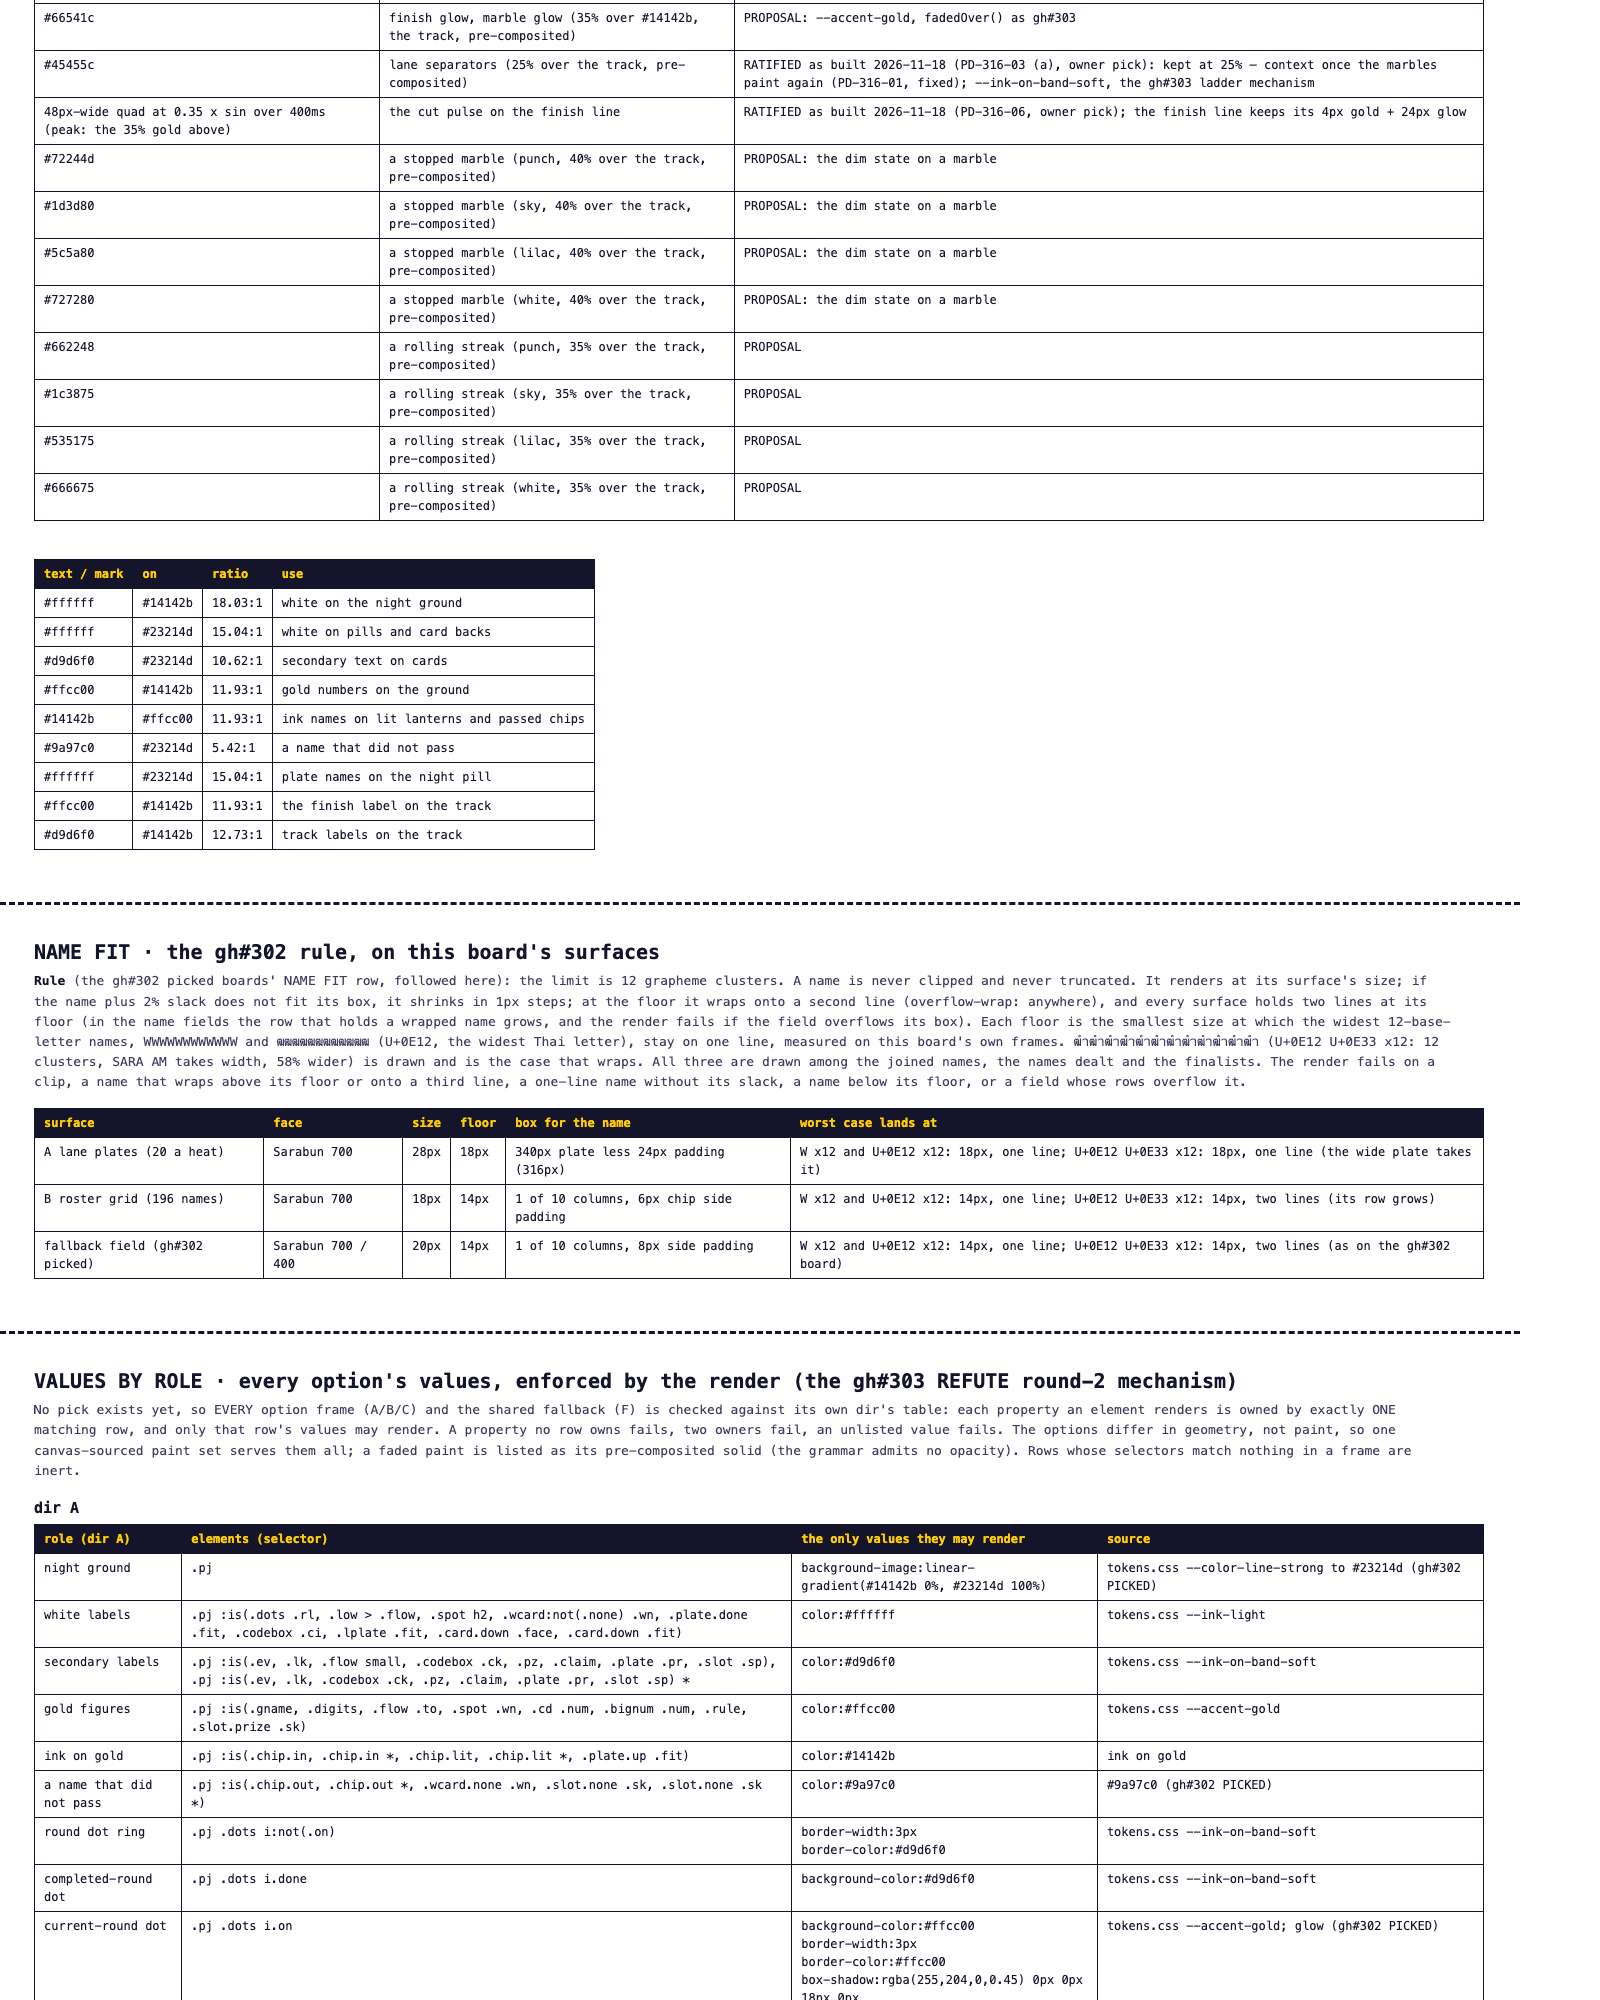 #66541c
finish glow, marble glow (35% over #14142b,
the track, pre-composited)
PROPOSAL: --accent-gold, fadedOver() as gh#303
#45455c
lane separators (25% over the track, pre-
composited)
RATIFIED as built 2026-11-18 (PD-316-03 (a), owner pick): kept at 25% — context once the marbles
paint again (PD-316-01, fixed); --ink-on-band-soft, the gh#303 ladder mechanism
48px-wide quad at 0.35 x sin over 400ms
(peak: the 35% gold above)
the cut pulse on the finish line
RATIFIED as built 2026-11-18 (PD-316-06, owner pick); the finish line keeps its 4px gold + 24px glow
#72244d
a stopped marble (punch, 40% over the track,
pre-composited)
PROPOSAL: the dim state on a marble
#1d3d80
a stopped marble (sky, 40% over the track,
pre-composited)
PROPOSAL: the dim state on a marble
#5c5a80
a stopped marble (lilac, 40% over the track,
pre-composited)
PROPOSAL: the dim state on a marble
#727280
a stopped marble (white, 40% over the track,
pre-composited)
PROPOSAL: the dim state on a marble
#662248
a rolling streak (punch, 35% over the track,
pre-composited)
PROPOSAL
#1c3875
a rolling streak (sky, 35% over the track,
pre-composited)
PROPOSAL
#535175
a rolling streak (lilac, 35% over the track,
pre-composited)
PROPOSAL
#666675
a rolling streak (white, 35% over the track,
pre-composited)
PROPOSAL
text / mark on ratio use
#ffffff #14142b 18.03:1 white on the night ground
#ffffff #23214d 15.04:1 white on pills and card backs
#d9d6f0 #23214d 10.62:1 secondary text on cards
#ffcc00 #14142b 11.93:1 gold numbers on the ground
#14142b #ffcc00 11.93:1 ink names on lit lanterns and passed chips
#9a97c0 #23214d 5.42:1 a name that did not pass
#ffffff #23214d 15.04:1 plate names on the night pill
#ffcc00 #14142b 11.93:1 the finish label on the track
#d9d6f0 #14142b 12.73:1 track labels on the track
NAME FIT · the gh#302 rule, on this board's surfaces
Rule (the gh#302 picked boards' NAME FIT row, followed here): the limit is 12 grapheme clusters. A name is never clipped and never truncated. It renders at its surface's size; if
the name plus 2% slack does not fit its box, it shrinks in 1px steps; at the floor it wraps onto a second line (overflow-wrap: anywhere), and every surface holds two lines at its
floor (in the name fields the row that holds a wrapped name grows, and the render fails if the field overflows its box). Each floor is the smallest size at which the widest 12-base-
letter names, WWWWWWWWWWWW and ฒฒฒฒฒฒฒฒฒฒฒฒ (U+0E12, the widest Thai letter), stay on one line, measured on this board's own frames. ฒำฒำฒำฒำฒำฒำฒำฒำฒำฒำฒำฒำ (U+0E12 U+0E33 x12: 12
clusters, SARA AM takes width, 58% wider) is drawn and is the case that wraps. All three are drawn among the joined names, the names dealt and the finalists. The render fails on a
clip, a name that wraps above its floor or onto a third line, a one-line name without its slack, a name below its floor, or a field whose rows overflow it.
surface face size floor box for the name worst case lands at
A lane plates (20 a heat) Sarabun 700 28px 18px
340px plate less 24px padding
(316px)
W x12 and U+0E12 x12: 18px, one line; U+0E12 U+0E33 x12: 18px, one line (the wide plate takes
it)
B roster grid (196 names) Sarabun 700 18px 14px
1 of 10 columns, 6px chip side
padding
W x12 and U+0E12 x12: 14px, one line; U+0E12 U+0E33 x12: 14px, two lines (its row grows)
fallback field (gh#302
picked)
Sarabun 700 /
400
20px 14px 1 of 10 columns, 8px side padding
W x12 and U+0E12 x12: 14px, one line; U+0E12 U+0E33 x12: 14px, two lines (as on the gh#302
board)
VALUES BY ROLE · every option's values, enforced by the render (the gh#303 REFUTE round-2 mechanism)
No pick exists yet, so EVERY option frame (A/B/C) and the shared fallback (F) is checked against its own dir's table: each property an element renders is owned by exactly ONE
matching row, and only that row's values may render. A property no row owns fails, two owners fail, an unlisted value fails. The options differ in geometry, not paint, so one
canvas-sourced paint set serves them all; a faded paint is listed as its pre-composited solid (the grammar admits no opacity). Rows whose selectors match nothing in a frame are
inert.
dir A
role (dir A) elements (selector) the only values they may render source
night ground
.pj
background-image:linear-
gradient(#14142b 0%, #23214d 100%)
tokens.css --color-line-strong to #23214d (gh#302
PICKED)
white labels
.pj :is(.dots .rl, .low > .flow, .spot h2, .wcard:not(.none) .wn, .plate.done
.fit, .codebox .ci, .lplate .fit, .card.down .face, .card.down .fit)
color:#ffffff
tokens.css --ink-light
secondary labels
.pj :is(.ev, .lk, .flow small, .codebox .ck, .pz, .claim, .plate .pr, .slot .sp),
.pj :is(.ev, .lk, .codebox .ck, .pz, .claim, .plate .pr, .slot .sp) *
color:#d9d6f0
tokens.css --ink-on-band-soft
gold figures
.pj :is(.gname, .digits, .flow .to, .spot .wn, .cd .num, .bignum .num, .rule,
.slot.prize .sk)
color:#ffcc00
tokens.css --accent-gold
ink on gold
.pj :is(.chip.in, .chip.in *, .chip.lit, .chip.lit *, .plate.up .fit)
color:#14142b
ink on gold
a name that did
not pass
.pj :is(.chip.out, .chip.out *, .wcard.none .wn, .slot.none .sk, .slot.none .sk
*)
color:#9a97c0
#9a97c0 (gh#302 PICKED)
round dot ring
.pj .dots i:not(.on)
border-width:3px
border-color:#d9d6f0
tokens.css --ink-on-band-soft
completed-round
dot
.pj .dots i.done
background-color:#d9d6f0
tokens.css --ink-on-band-soft
current-round dot
.pj .dots i.on
background-color:#ffcc00
border-width:3px
border-color:#ffcc00
box-shadow:rgba(255,204,0,0.45) 0px 0px
18px 0px
tokens.css --accent-gold; glow (gh#302 PICKED)